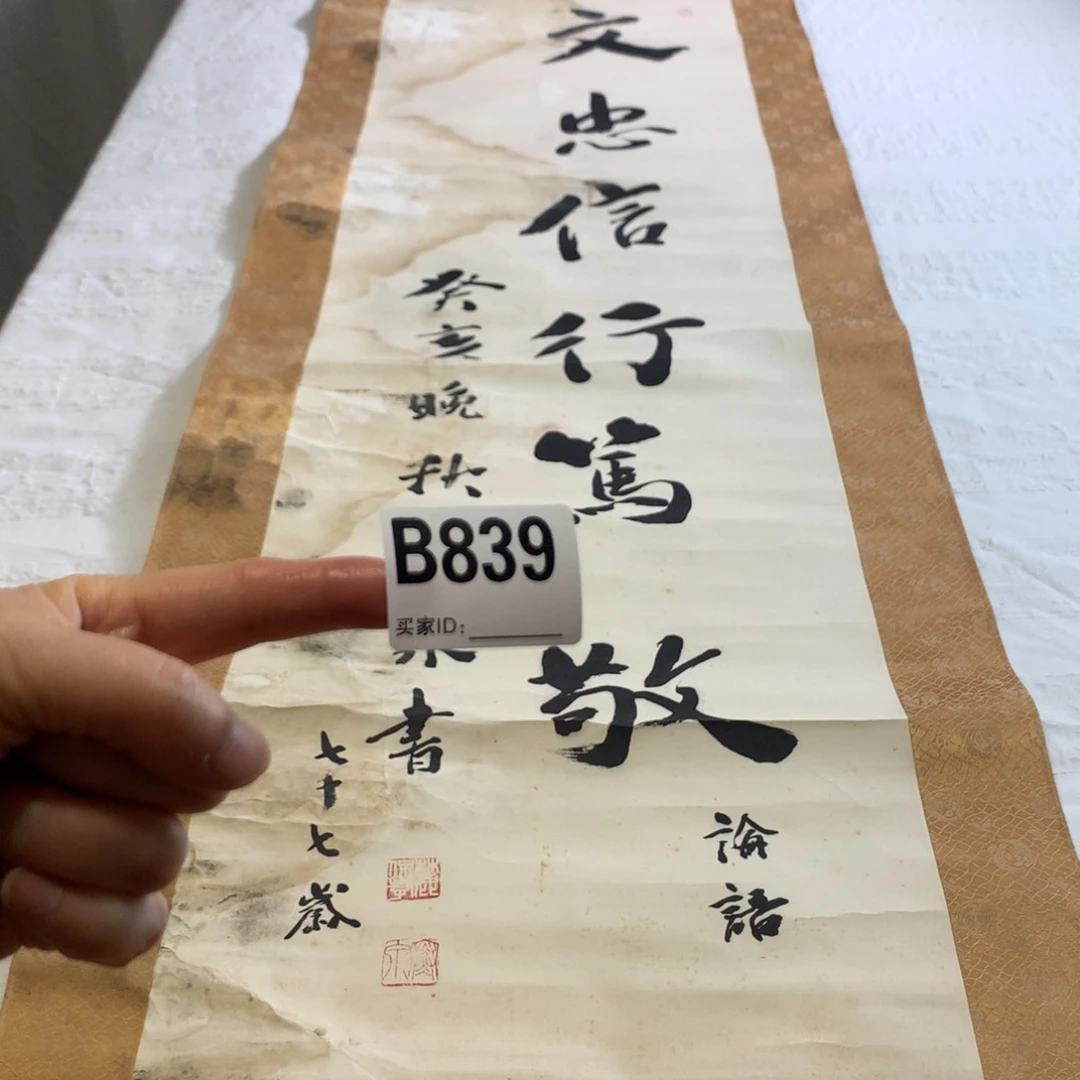 文忠信行篤敬
論語
癸亥晚秋
書
七十七歲
B839
买家ID: